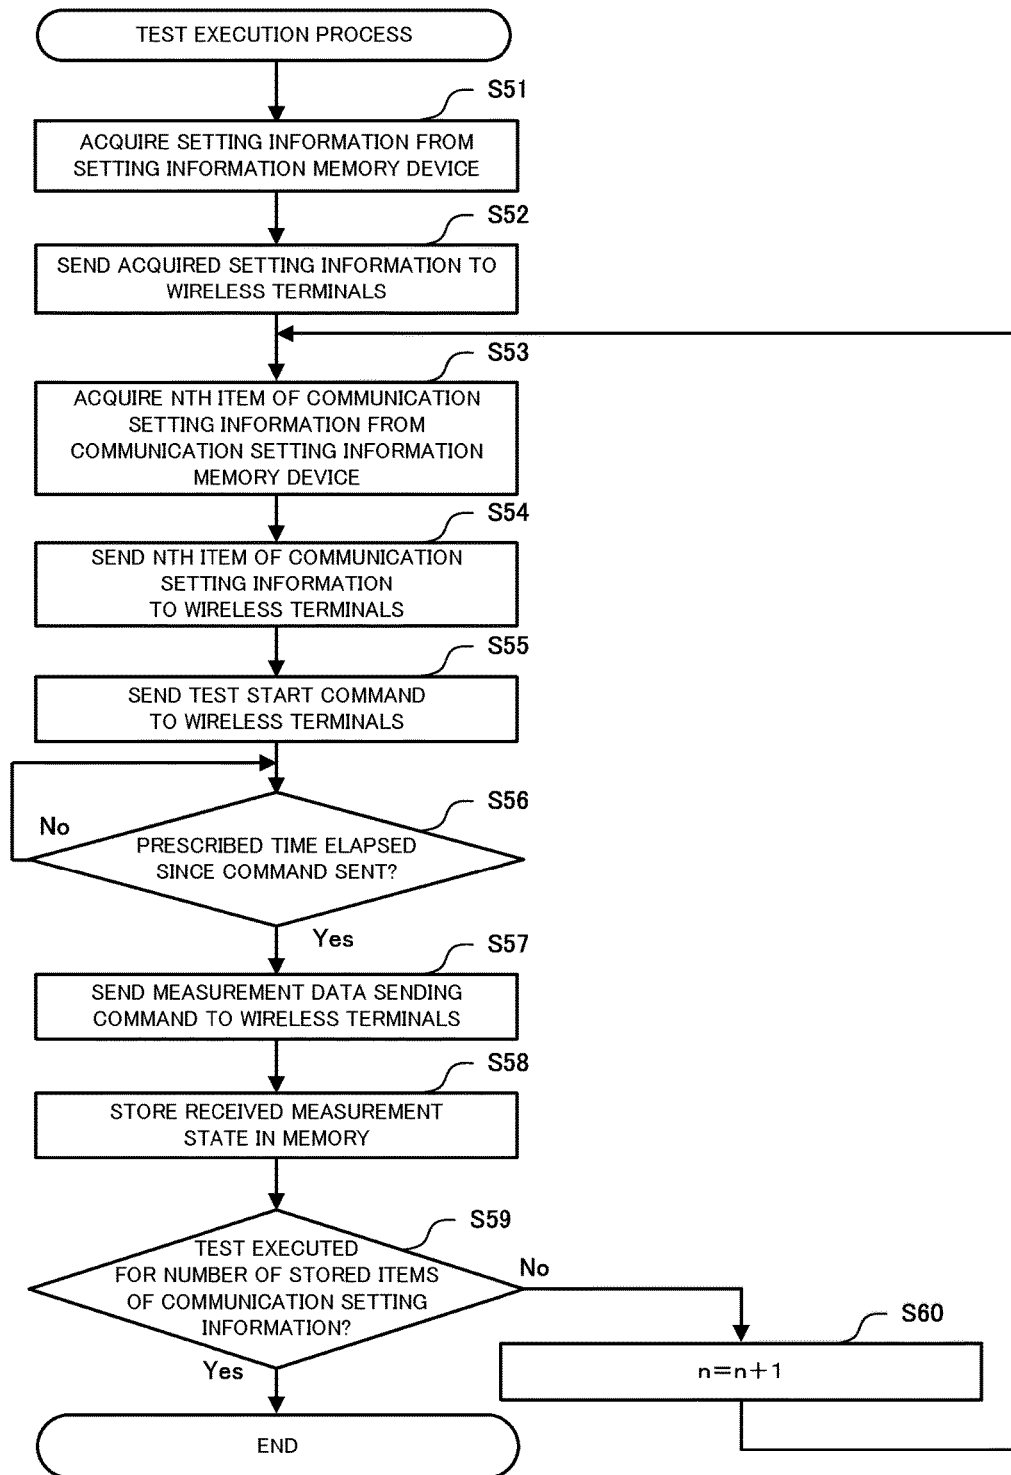 TEST EXECUTION PROCESS
S51
ACQUIRE SETTING INFORMATION FROM
SETTING INFORMATION MEMORY DEVICE
S52
SEND ACQUIRED SETTING INFORMATION TO
WIRELESS TERMINALS
S53
ACQUIRE NTH ITEM OF COMMUNICATION
SETTING INFORMATION FROM
COMMUNICATION SETTING INFORMATION
MEMORY DEVICE
S54
SEND NTH ITEM OF COMMUNICATION
SETTING INFORMATION
TO WIRELESS TERMINALS
S55
SEND TEST START COMMAND
TO WIRELESS TERMINALS
S56
No
PRESCRIBED TIME ELAPSED
SINCE COMMAND SENT?
Yes
S57
SEND MEASUREMENT DATA SENDING
COMMAND TO WIRELESS TERMINALS
S58
STORE RECEIVED MEASUREMENT
STATE IN MEMORY
S59
TEST EXECUTED
FOR NUMBER OF STORED ITEMS
OF COMMUNICATION SETTING
INFORMATION?
No
S60
n=n+1
Yes
END